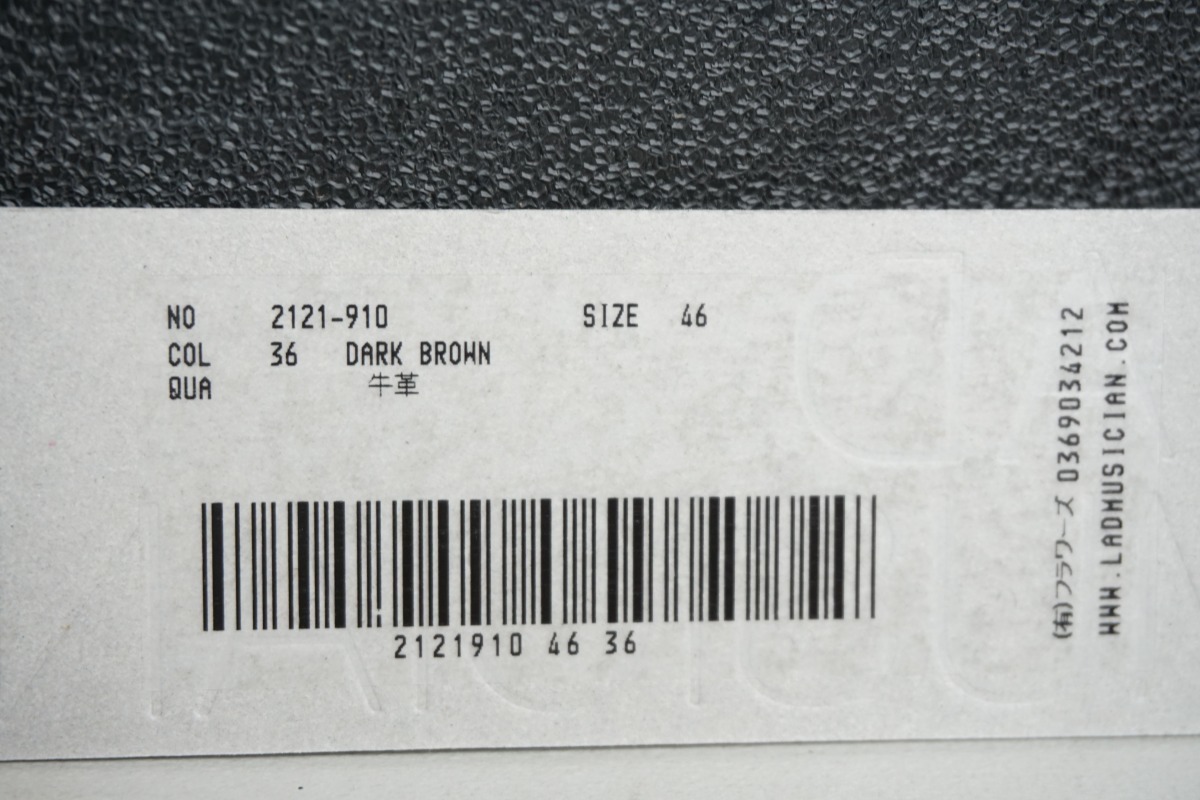 NO 2121-910 SIZE 46
COL 36 DARK BROWN
QUA 牛革
2121910 46 36
(有)フラワーズ 0369034212
WWW.LADMUSICIAN.COM